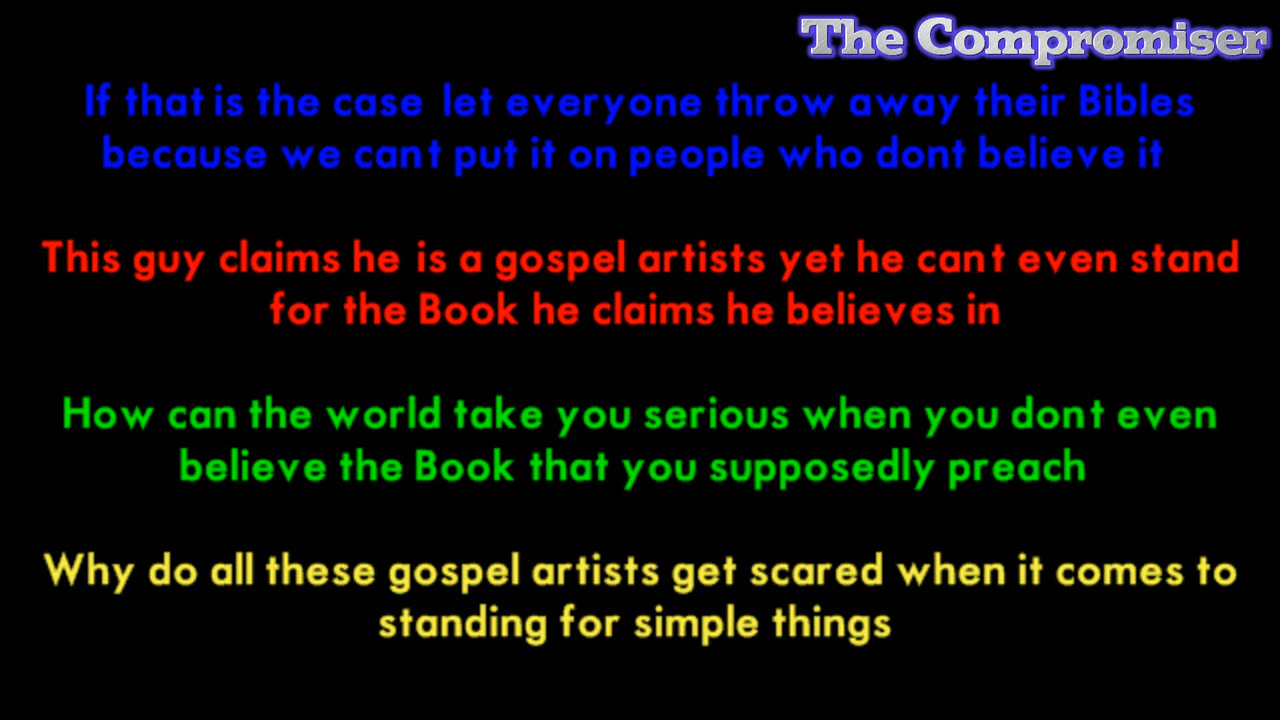 The Compromiser
If that is the case let everyone throw away their Bibles
because we cant put it on people who dont believe it
This guy claims he is a gospel artists yet he cant even stand
for the Book he claims he believes in
How can the world take you serious when you dont even
believe the Book that you supposedly preach
Why do all these gospel artists get scared when it comes to
standing for simple things